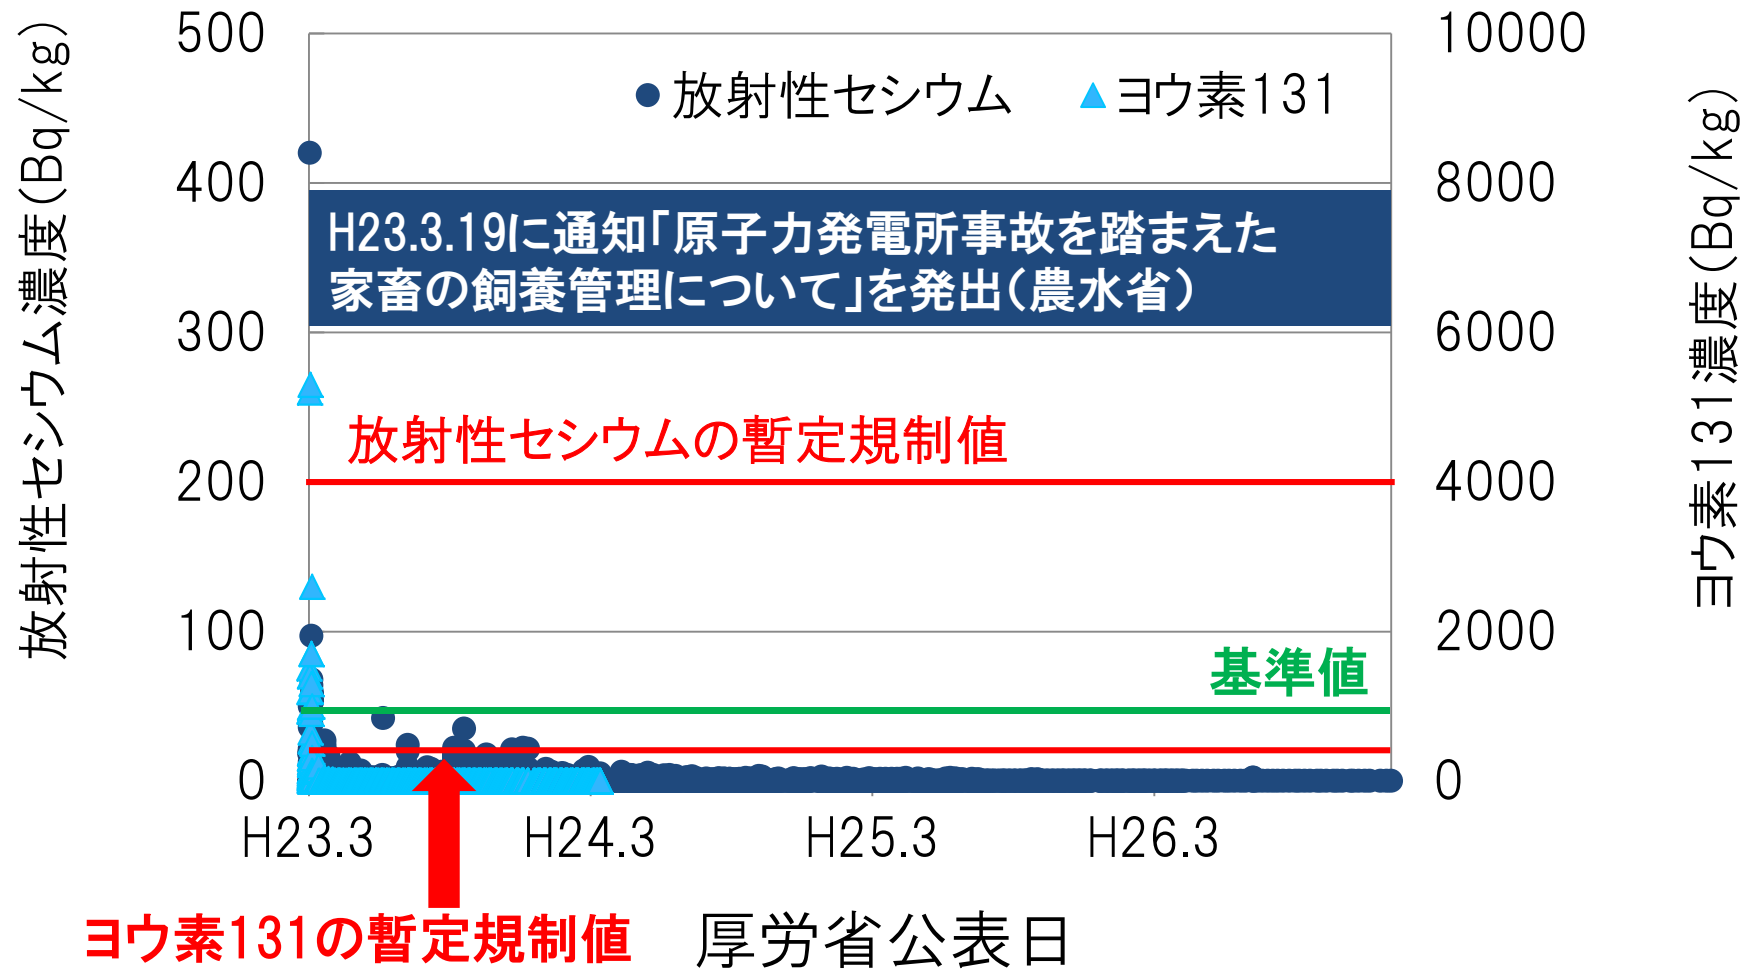 放射性セシウム濃度(Bq/kg)
500
400
300
200
100
0
放射性セシウム
ヨウ素131
H23.3.19に通知「原子力発電所事故を踏まえた
家畜の飼養管理について」を発出(農水省)
放射性セシウムの暫定規制値
基準値
10000
8000
6000
4000
2000
0
ヨウ素131濃度(Bq/kg)
H23.3
H24.3
H25.3
H26.3
ヨウ素131の暫定規制値
厚労省公表日